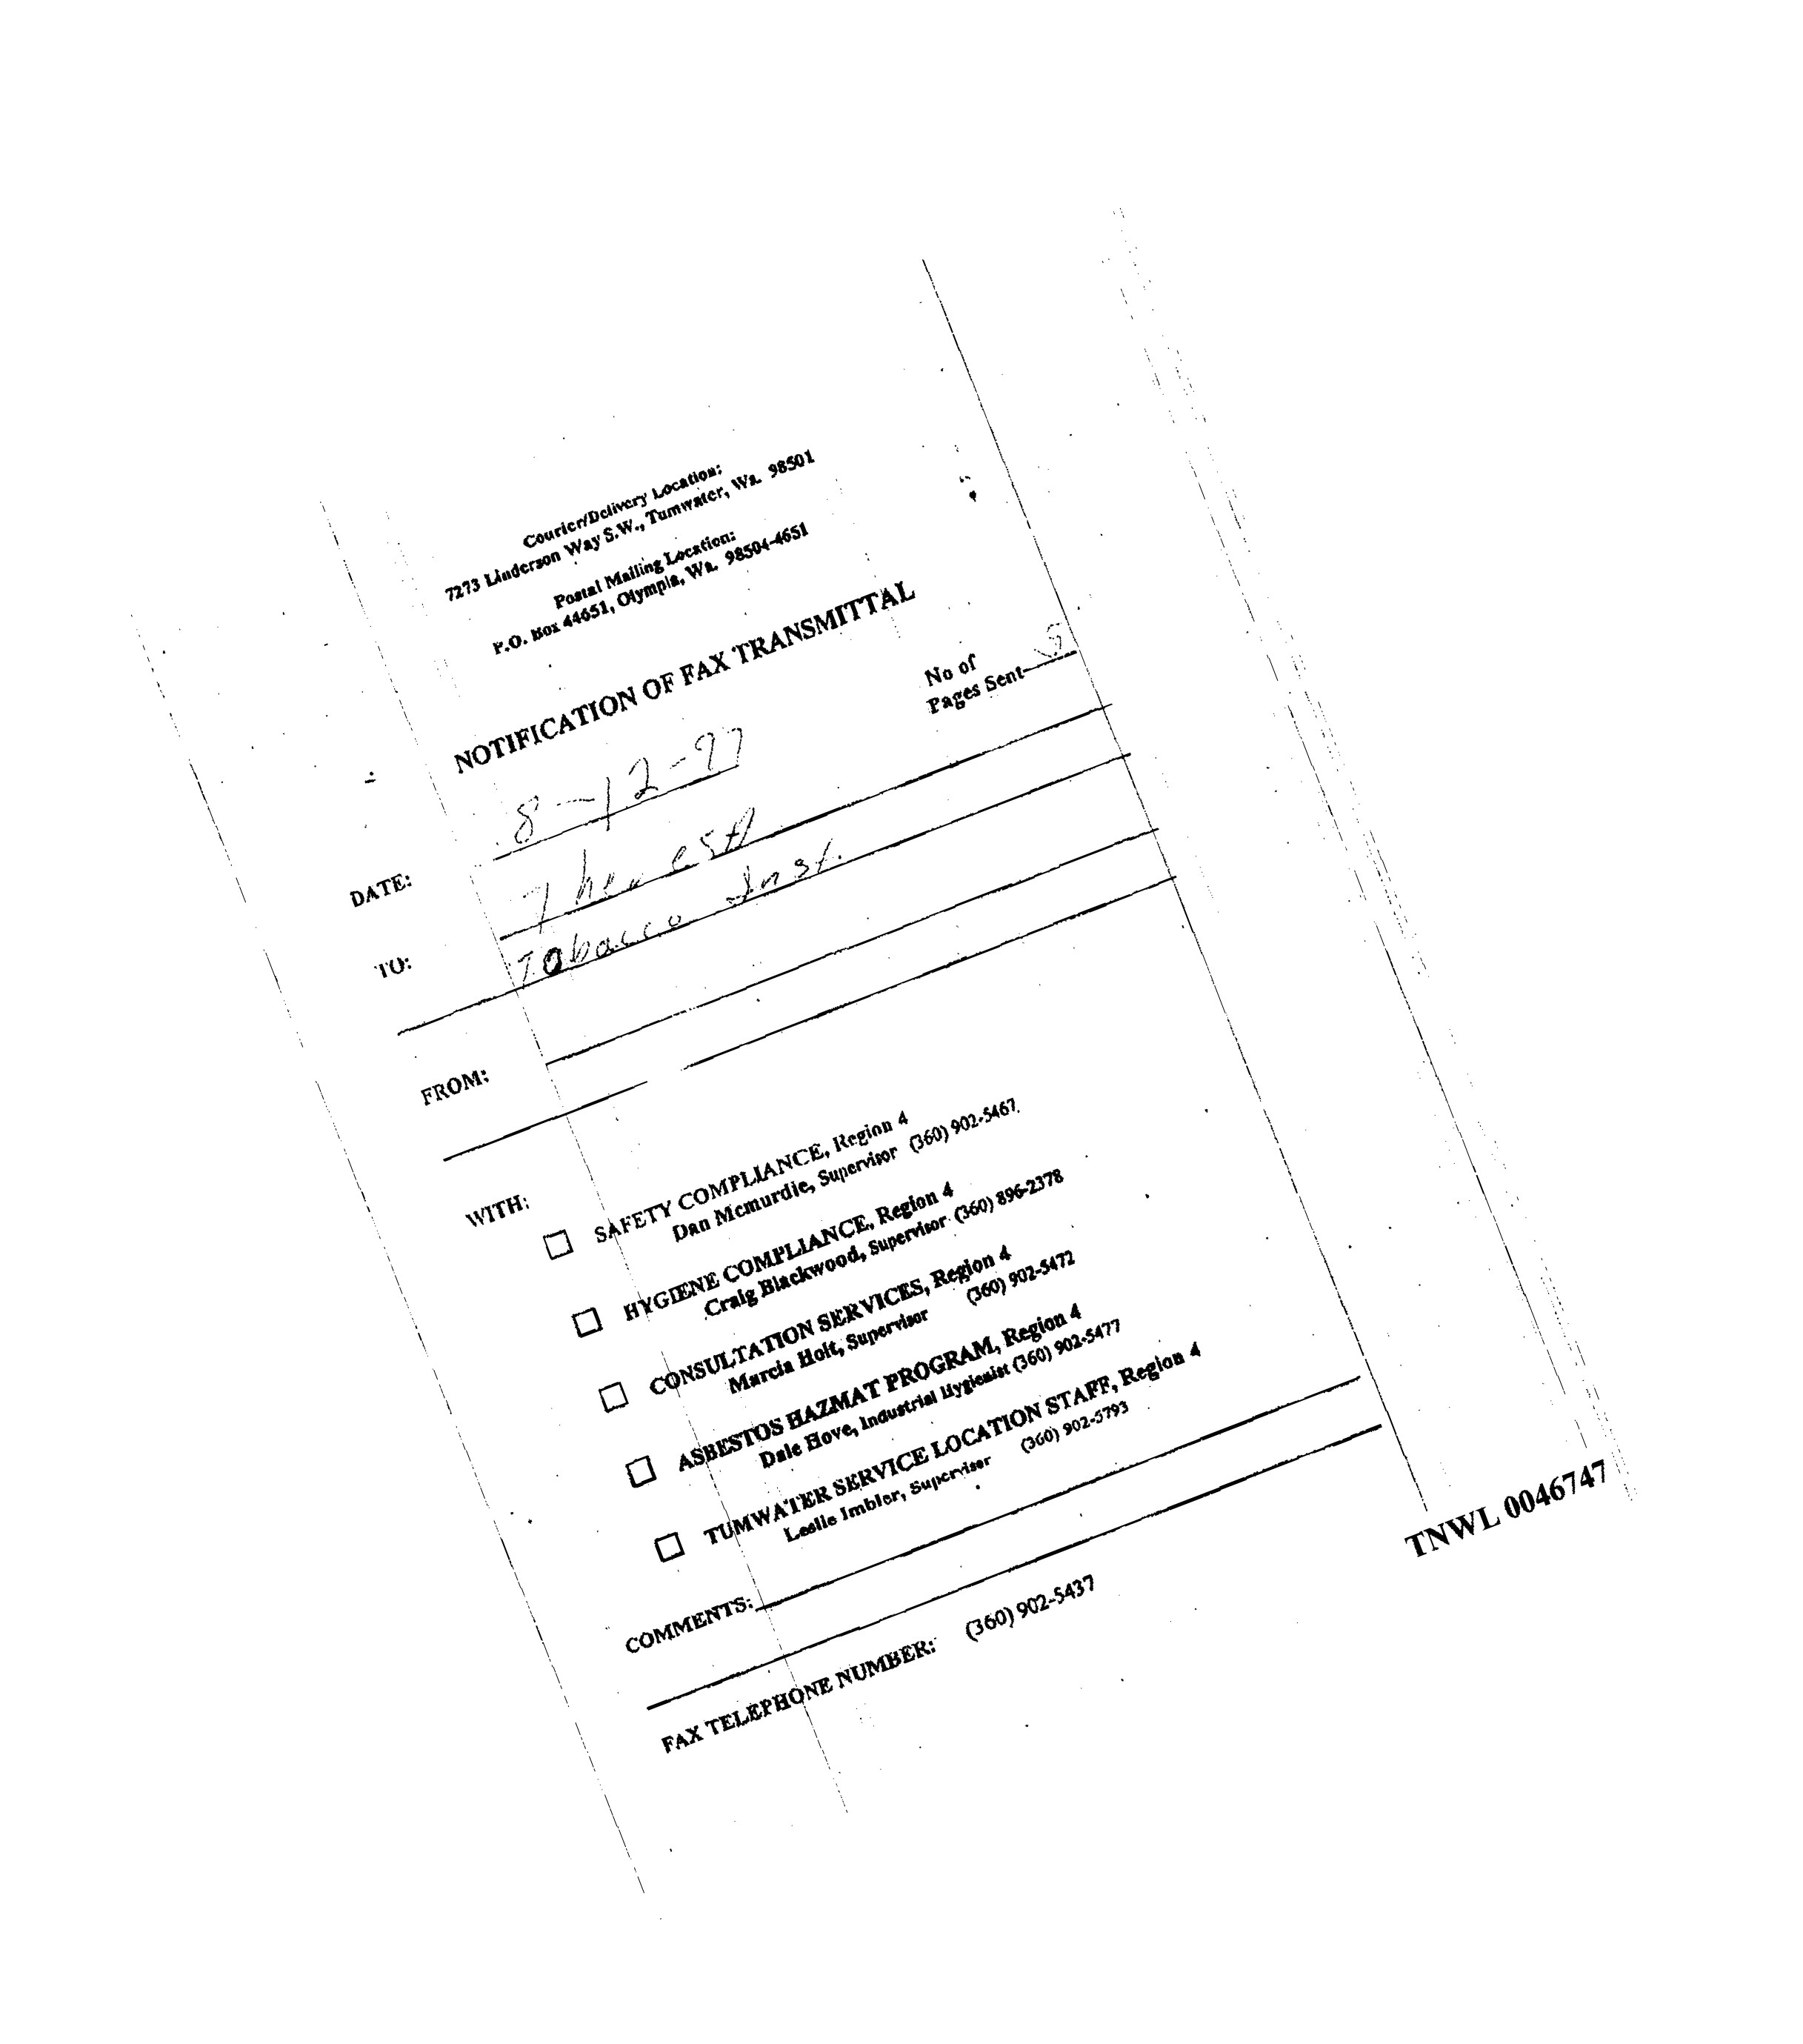 Courier/Delivery Location:
7273 Linderson Way S.W., Tumwater, Wa. 98501
Postal Mailing Location:
P.O. Box 44651, Olympia, Wa. 98504-4651
NOTIFICATION OF FAX TRANSMITTAL
No of
Pages Sent 5
DATE: 8-12-97
TO:
Tobacco Inst.
FROM:
WITH:
SAFETY COMPLIANCE, Region 4
Dan Mcmurdie, Supervisor (360) 902-5467
HYGIENE COMPLIANCE, Region 4
Craig Blackwood, Supervisor (360) 896-2378
CONSULTATION SERVICES, Region 4
Marcia Holt, Supervisor (360) 902-5472
ASBESTOS HAZMAT PROGRAM, Region 4
Dale Hove, Industrial Hygienist (360) 902-5477
TUMWATER SERVICE LOCATION STAFF, Region 4
Leslie Imbler, Supervisor (360) 902-5793
COMMENTS:
FAX TELEPHONE NUMBER: (360) 902-5437
TNWL 0046747